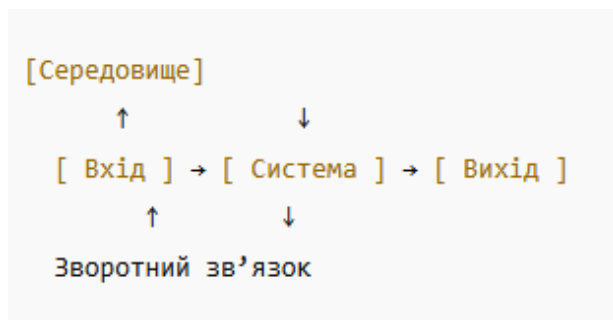 [Середовище]
↑ ↓
[ Вхід ] → [ Система ] → [ Вихід ]
↑ ↓
Зворотний зв’язок